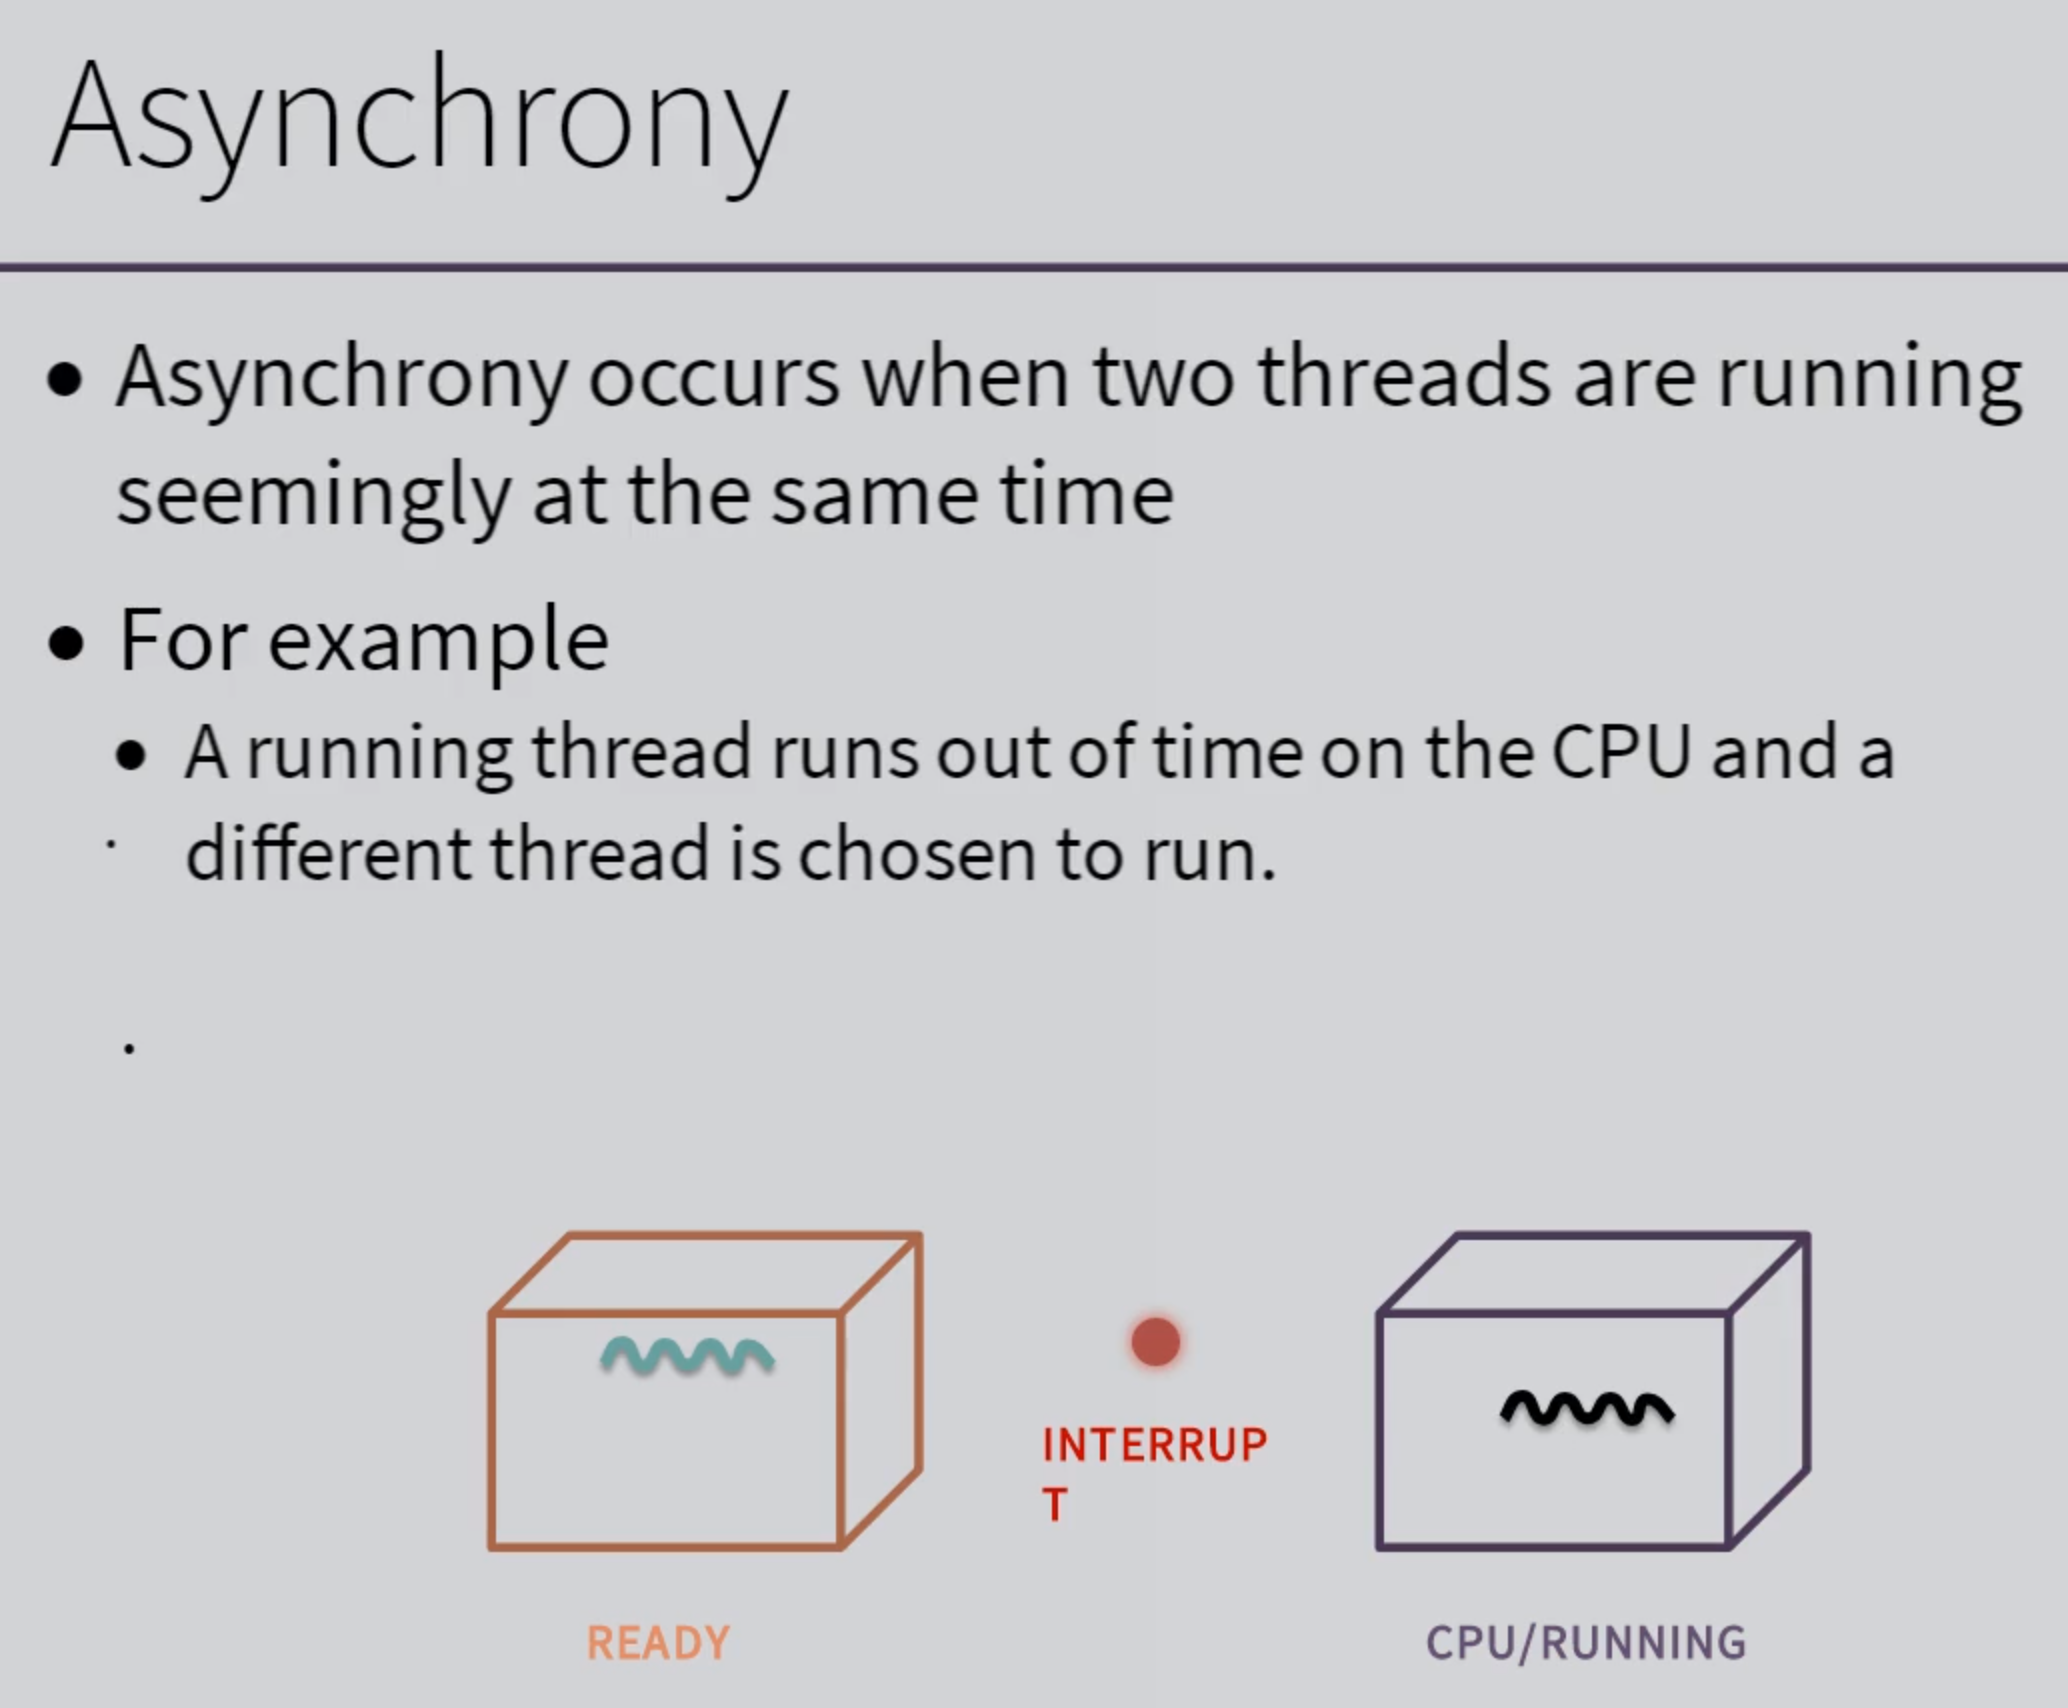 Asynchrony
• Asynchrony occurs when two threads are running
seemingly at the same time
• For example
• A running thread runs out of time on the CPU and a
different thread is chosen to run.
INTERRUP
T
READY
CPU/RUNNING